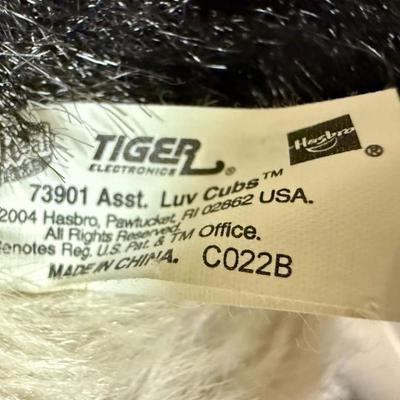 TIGER®
ELECTRONICS
Hasbro®
73901 Asst. Luv Cubs™
2004 Hasbro, Pawtucket, RI 02862 USA.
All Rights Reserved.
Denotes Reg. U.S. Pat. & TM Office.
MADE IN CHINA. C022B